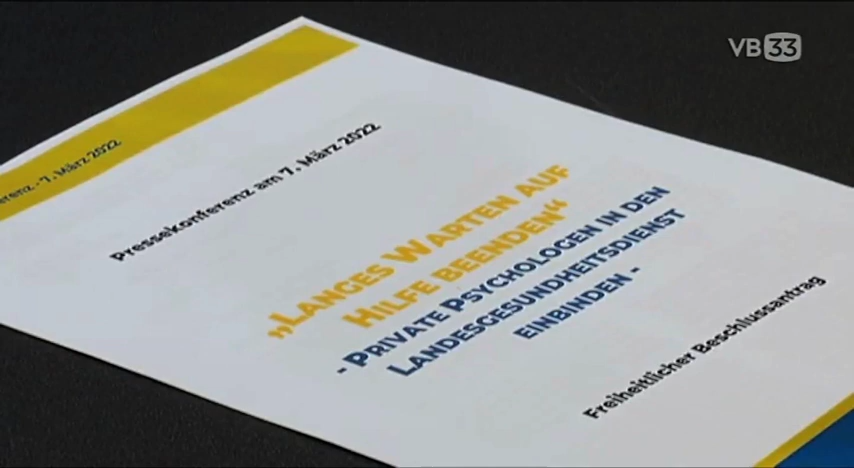 VB33
erenz - 7. März 2022
Pressekonferenz am 7. März 2022
„Langes Warten auf
Hilfe beenden“
- Private Psychologen in den
Landesgesundheitsdienst
einbinden -
Freiheitlicher Beschlussantrag